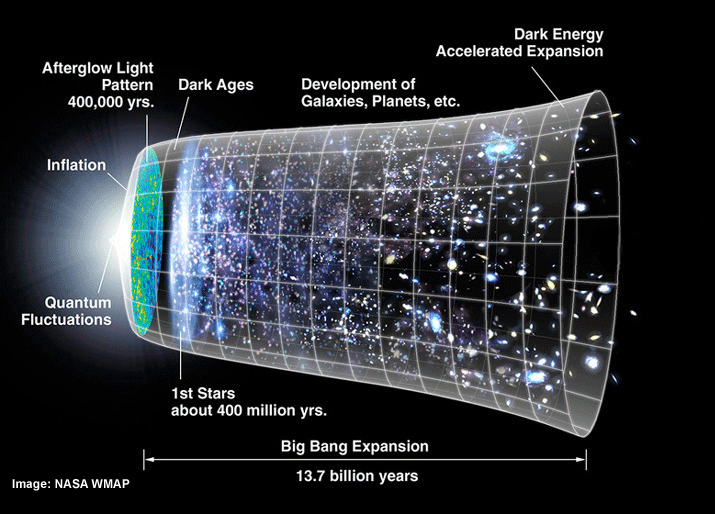 Dark Energy
Accelerated Expansion
Afterglow Light
Pattern
400,000 yrs.
Dark Ages
Development of
Galaxies, Planets, etc.
Inflation
Quantum
Fluctuations
1st Stars
about 400 million yrs.
Big Bang Expansion
13.7 billion years
Image: NASA WMAP